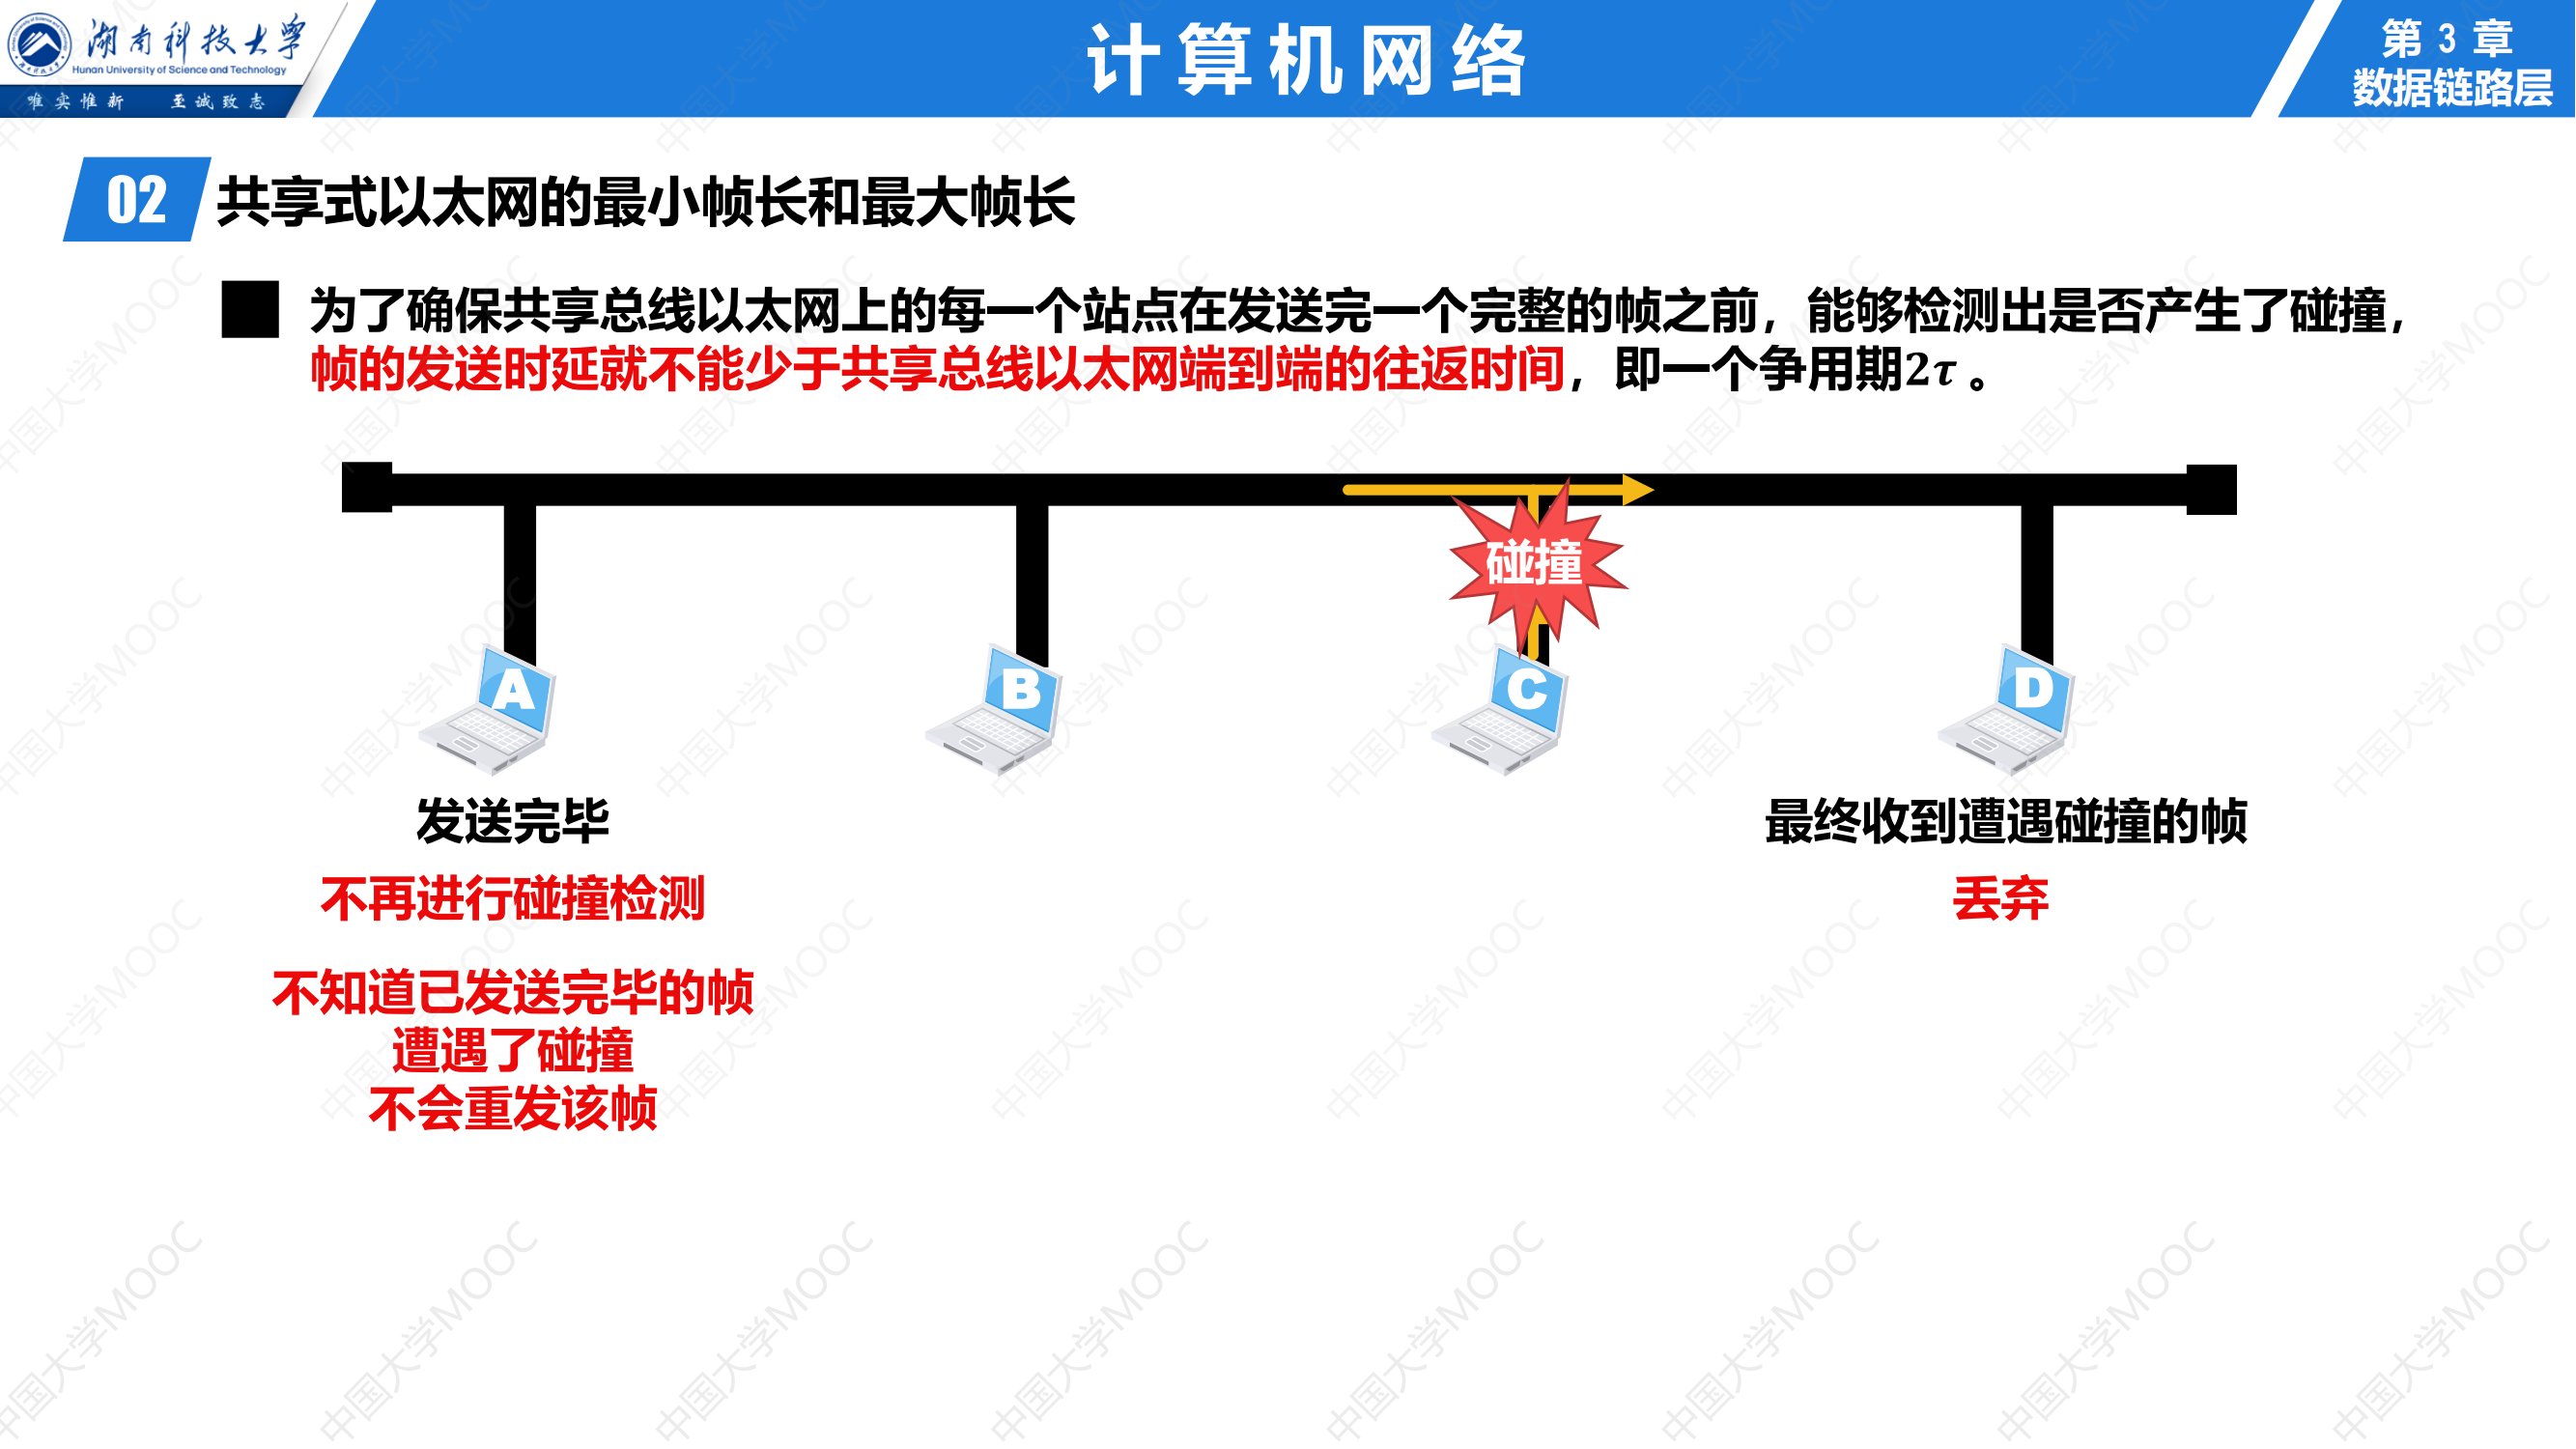 湖南科技大学
Hunan University of Science and Technology
唯实惟新 至诚致志
计算机网络
第 3 章
数据链路层
02 共享式以太网的最小帧长和最大帧长
为了确保共享总线以太网上的每一个站点在发送完一个完整的帧之前，能够检测出是否产生了碰撞，
帧的发送时延就不能少于共享总线以太网端到端的往返时间，即一个争用期2τ 。
碰撞
A
B
C
D
发送完毕
不再进行碰撞检测
不知道已发送完毕的帧
遭遇了碰撞
不会重发该帧
最终收到遭遇碰撞的帧
丢弃
中国大学MOOC